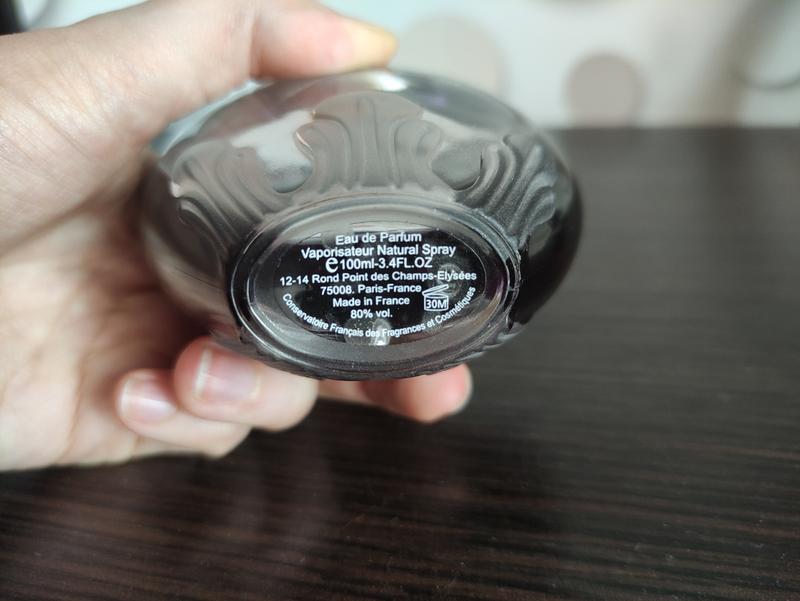 Eau de Parfum
Vaporisateur Natural Spray
℮100ml-3.4FL.OZ
12-14 Rond Point des Champs-Elysées
75008. Paris-France
Made in France
30M
80% vol.
Conservatoire Français des Fragrances et Cosmétiques